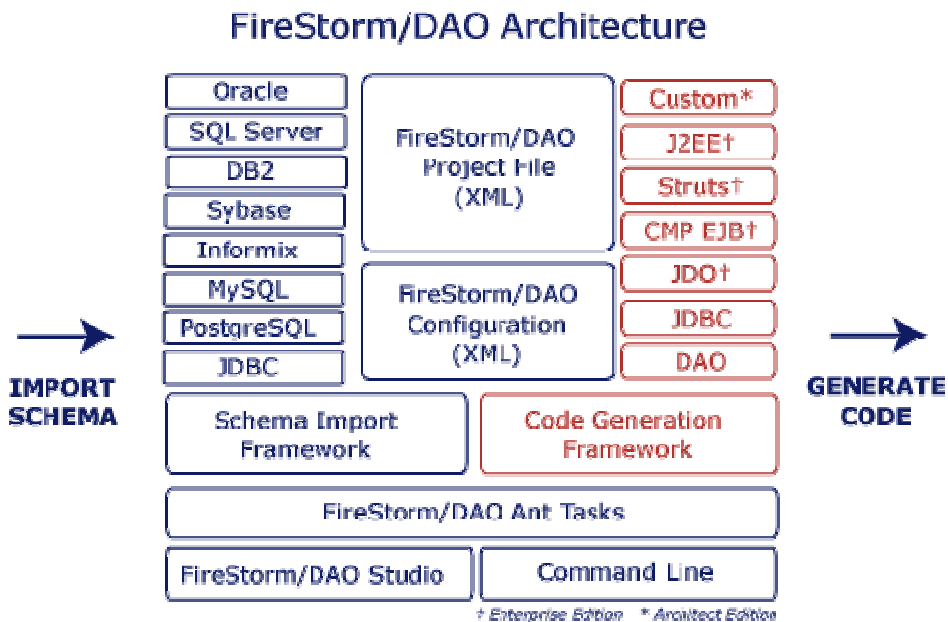 FireStorm/DAO Architecture
Oracle
SQL Server
DB2
Sybase
Informix
MySQL
PostgreSQL
JDBC
FireStorm/DAO
Project File
(XML)
FireStorm/DAO
Configuration
(XML)
Custom*
J2EE†
Struts†
CMP EJB†
JDO†
JDBC
DAO
IMPORT
SCHEMA
GENERATE
CODE
Schema Import
Framework
Code Generation
Framework
FireStorm/DAO Ant Tasks
FireStorm/DAO Studio
Command Line
† Enterprise Edition * Architect Edition